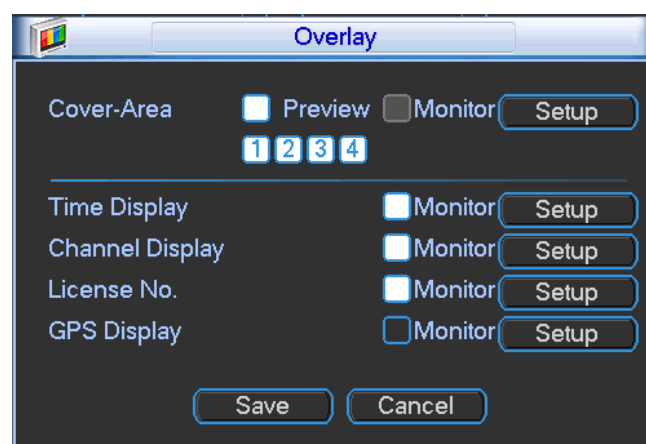 Overlay
Cover-Area Preview Monitor Setup
1 2 3 4
Time Display Monitor Setup
Channel Display Monitor Setup
License No. Monitor Setup
GPS Display Monitor Setup
Save Cancel